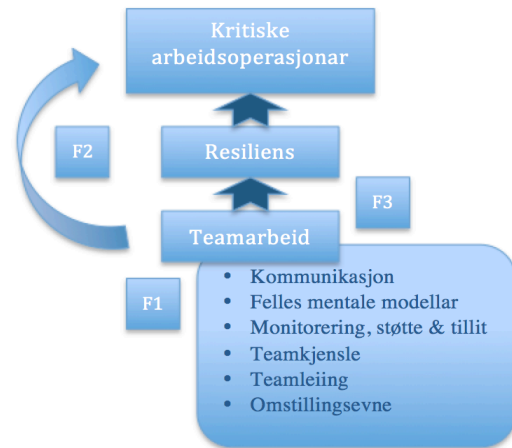 Kritiske
arbeidsoperasjonar
F2
Resiliens
F3
Teamarbeid
F1
• Kommunikasjon
• Felles mentale modellar
• Monitorering, støtte & tillit
• Teamkjensle
• Teamleiing
• Omstillingsevne